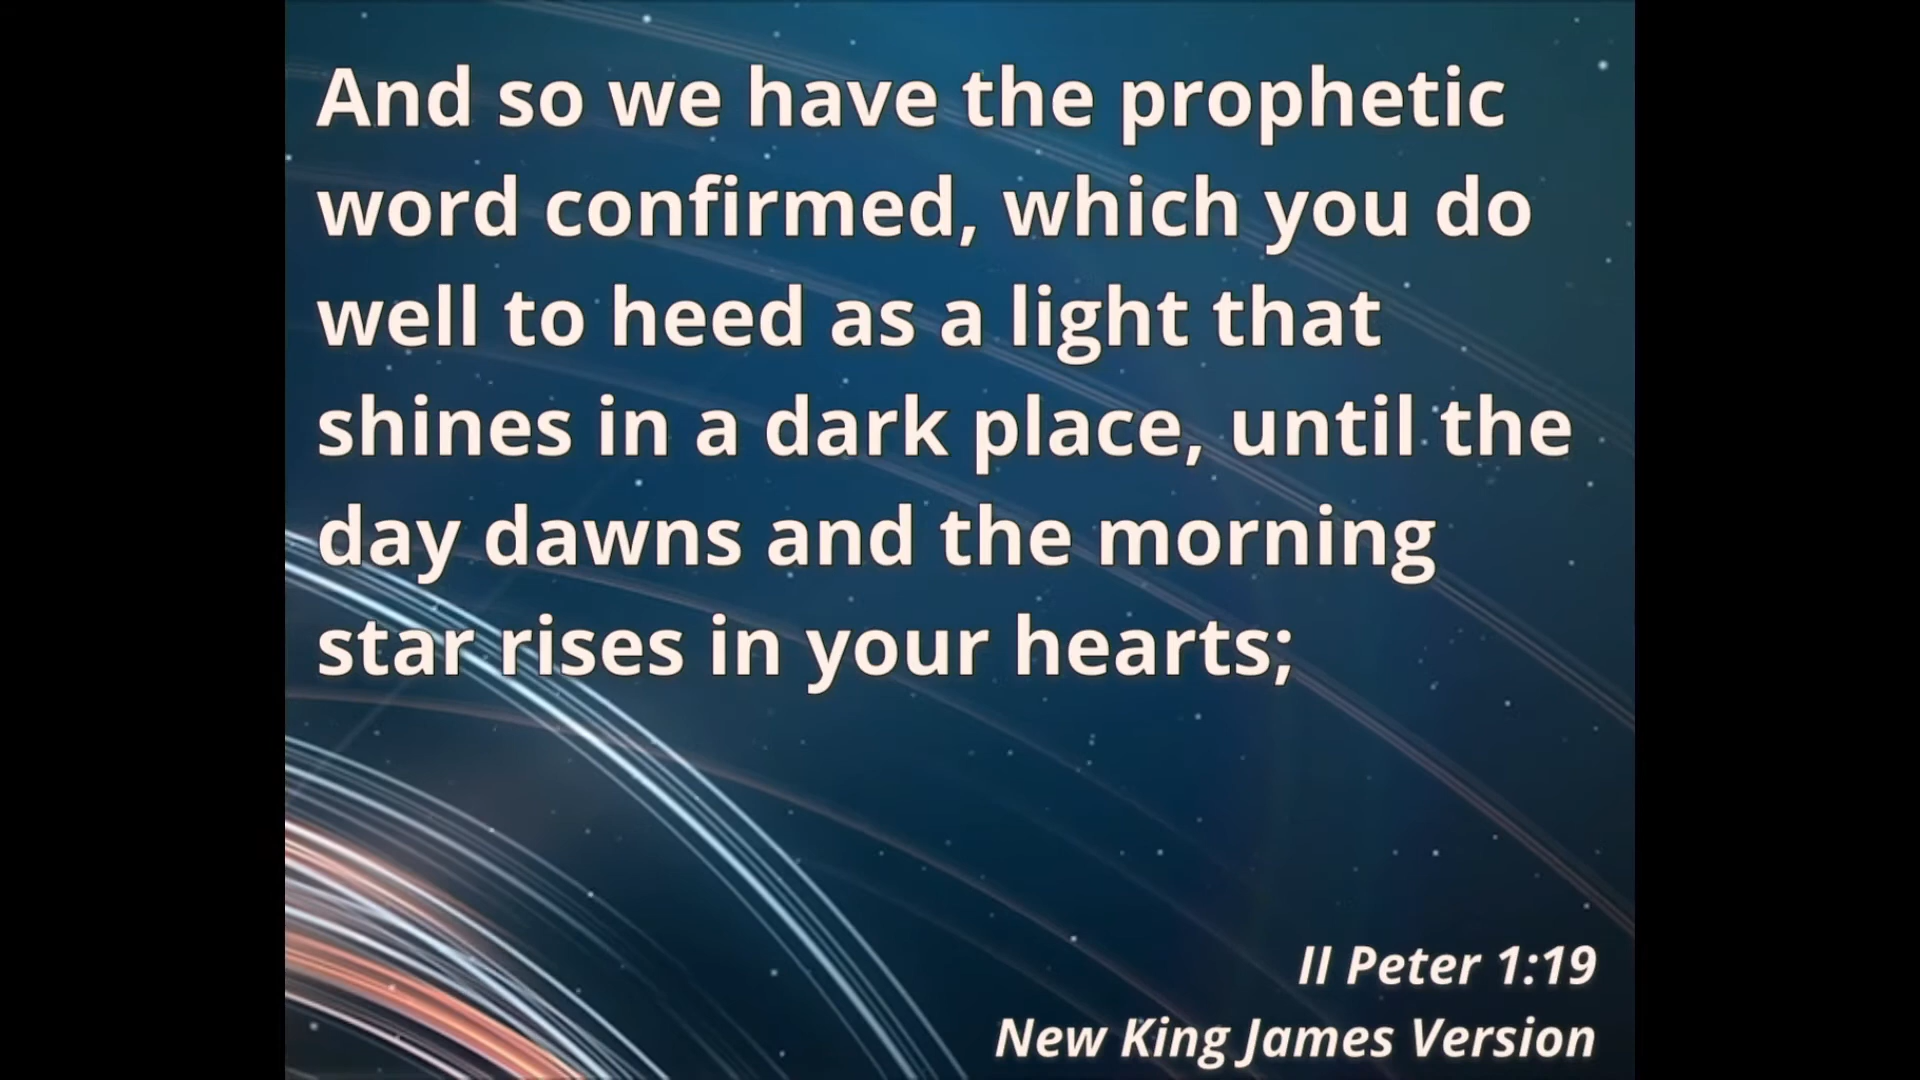 And so we have the prophetic
word confirmed, which you do
well to heed as a light that
shines in a dark place, until the
day dawns and the morning
star rises in your hearts;
II Peter 1:19
New King James Version